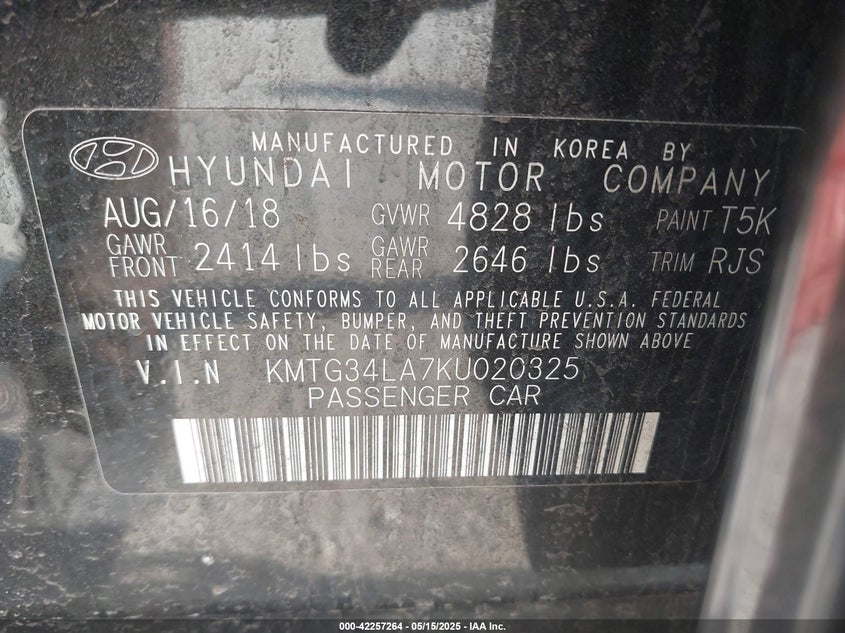 MANUFACTURED IN KOREA BY
HYUNDAI MOTOR COMPANY
AUG/16/18 GVWR 4828 lbs PAINT T5K
GAWR FRONT 2414 lbs GAWR REAR 2646 lbs TRIM RJS
THIS VEHICLE CONFORMS TO ALL APPLICABLE U.S.A. FEDERAL
MOTOR VEHICLE SAFETY, BUMPER, AND THEFT PREVENTION STANDARDS
IN EFFECT ON THE DATE OF MANUFACTURE SHOWN ABOVE
V.I.N KMTG34LA7KU020325
PASSENGER CAR
000-42257264 - 05/15/2025 - IAA Inc.